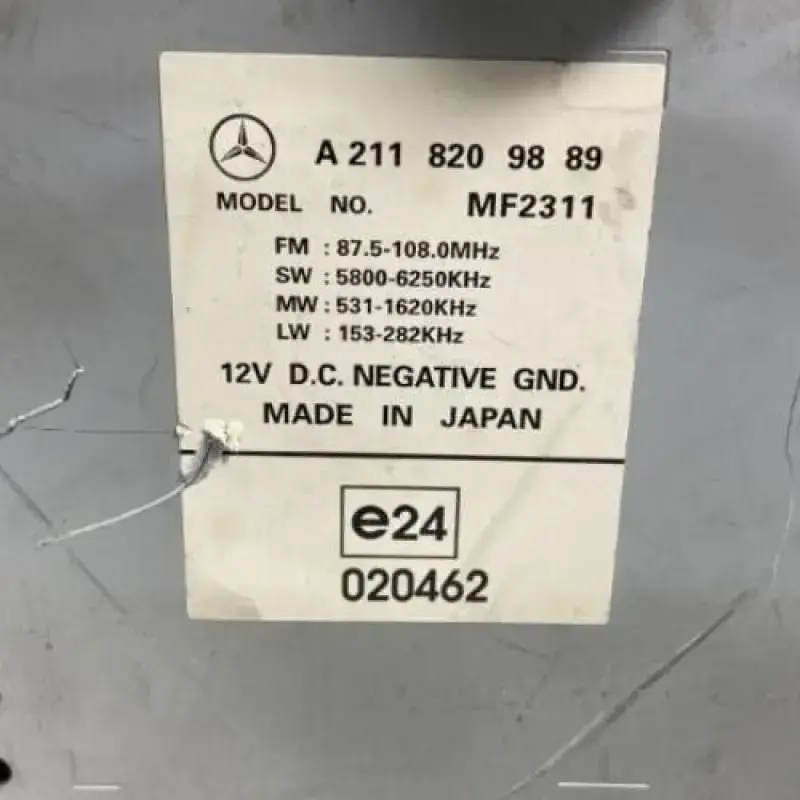 A 211 820 98 89
MODEL NO. MF2311
FM : 87.5-108.0MHz
SW : 5800-6250KHz
MW : 531-1620KHz
LW : 153-282KHz
12V D.C. NEGATIVE GND.
MADE IN JAPAN
e24
020462